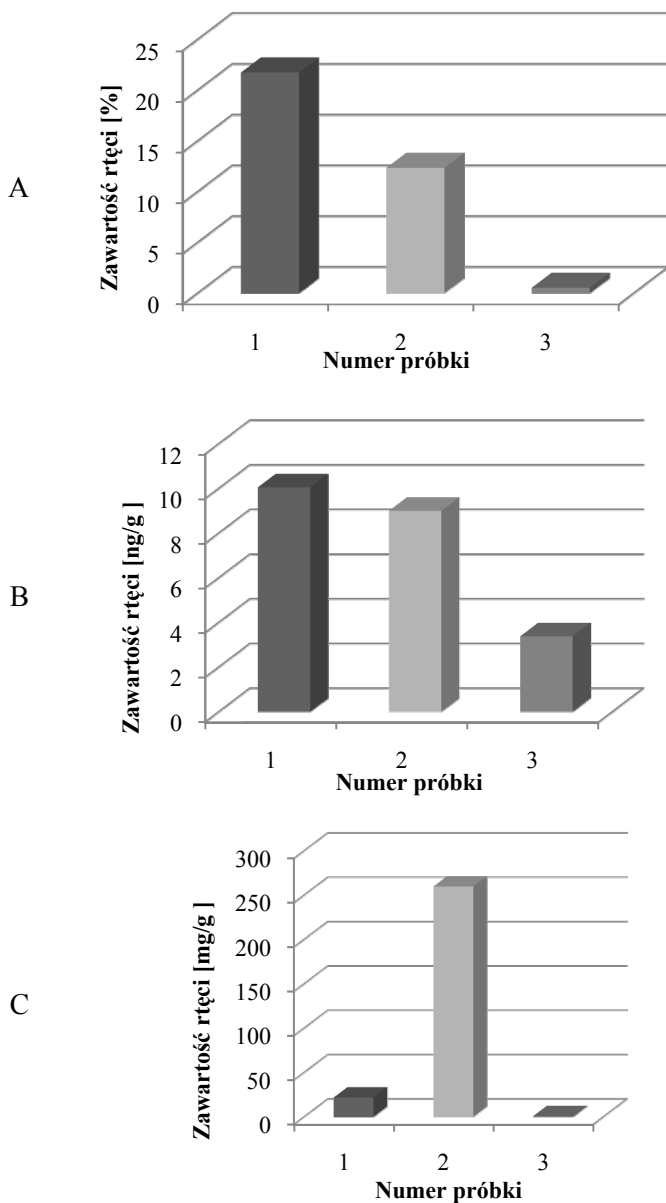 A
Zawartość rtęci [%]
25
20
15
10
5
0
1 2 3
Numer próbki
B
Zawartość rtęci [ng/g ]
12
10
8
6
4
2
0
1 2 3
Numer próbki
C
Zawartość rtęci [mg/g ]
300
250
200
150
100
50
0
1 2 3
Numer próbki